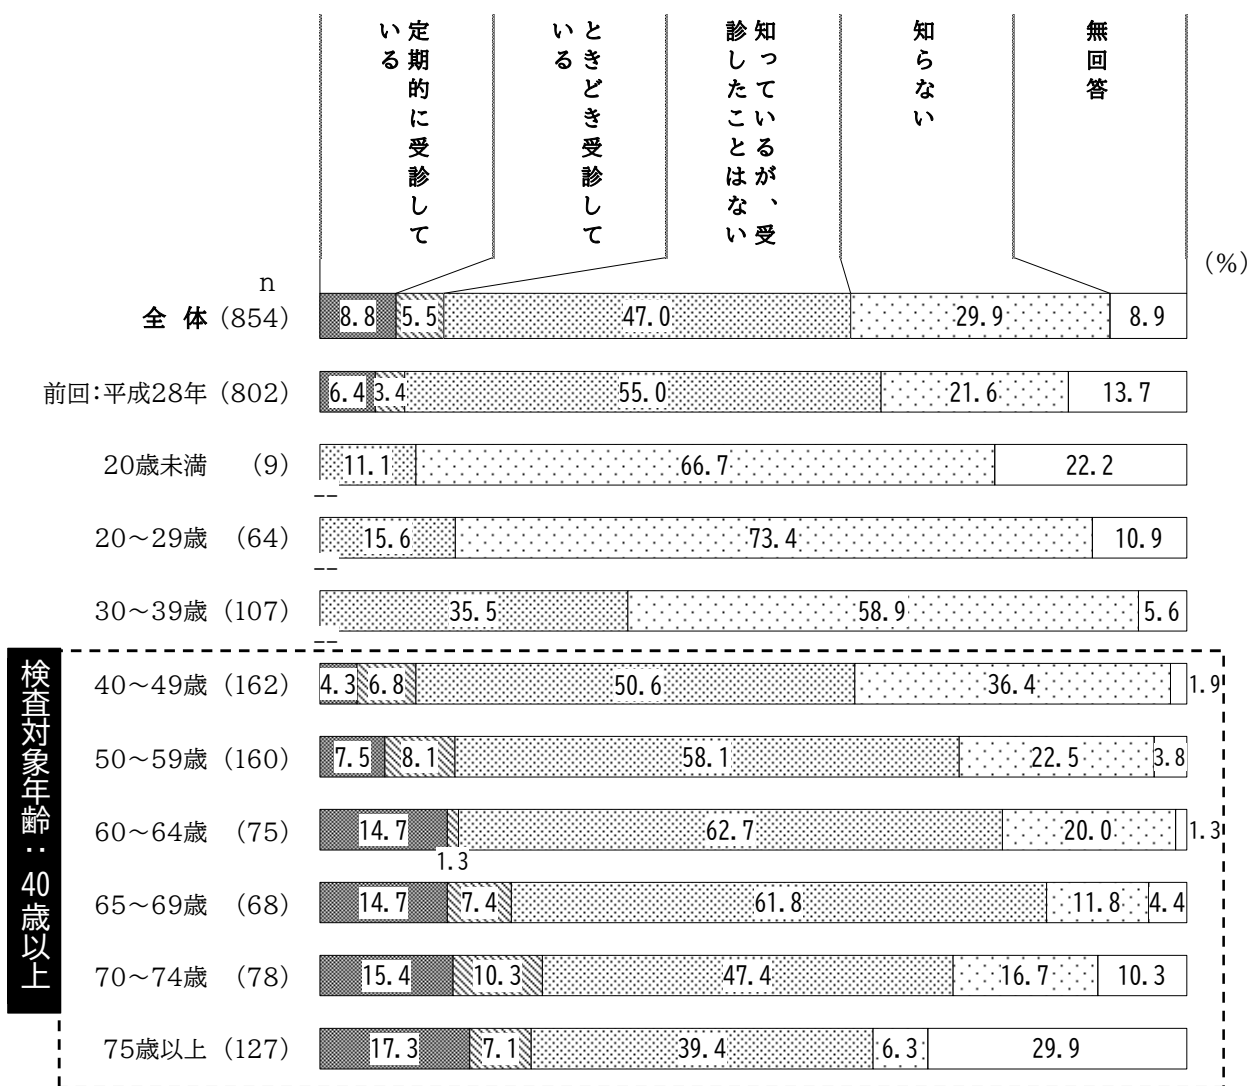 定期的に受診して
いる
ときどき受診して
いる
知っているが、受
診したことはない
知らない
無回答
(%)
n
全 体 (854) 8.8 5.5 47.0 29.9 8.9
前回:平成28年 (802) 6.4 3.4 55.0 21.6 13.7
20歳未満 (9) 11.1 66.7 22.2
--
20~29歳 (64) 15.6 73.4 10.9
--
30~39歳 (107) 35.5 58.9 5.6
--
検査対象年齢:40歳以上
40~49歳 (162) 4.3 6.8 50.6 36.4 1.9
50~59歳 (160) 7.5 8.1 58.1 22.5 3.8
60~64歳 (75) 14.7 62.7 20.0 1.3
1.3
65~69歳 (68) 14.7 7.4 61.8 11.8 4.4
70~74歳 (78) 15.4 10.3 47.4 16.7 10.3
75歳以上 (127) 17.3 7.1 39.4 6.3 29.9